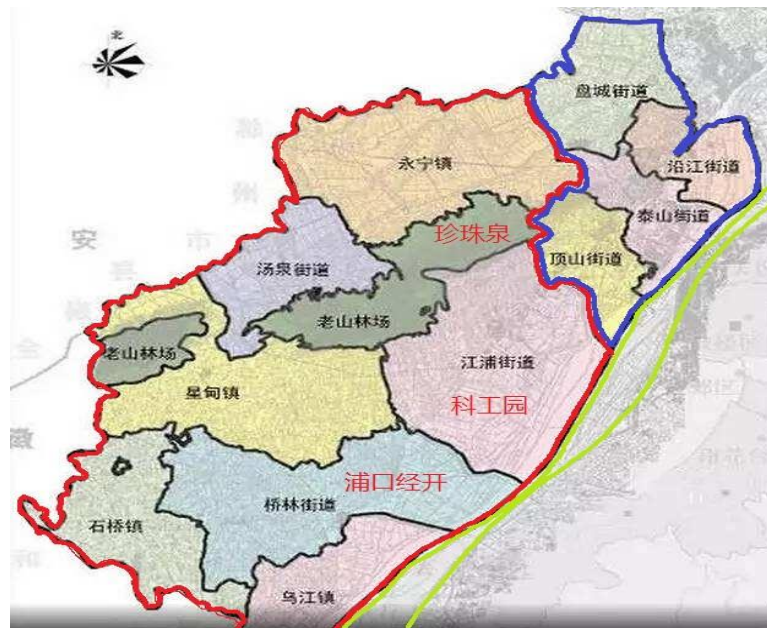 北
盘城街道
沿江街道
永宁镇
泰山街道
珍珠泉
顶山街道
安
市
汤泉街道
县
老山林场
老山林场
江浦街道
星甸镇
科工园
浦口经开
桥林街道
石桥镇
乌江镇